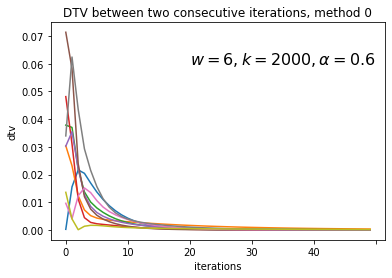 DTV between two consecutive iterations, method 0
w = 6, k = 2000, α = 0.6
0.07
0.06
0.05
0.04
0.03
0.02
0.01
0.00
dtv
0 10 20 30 40
iterations